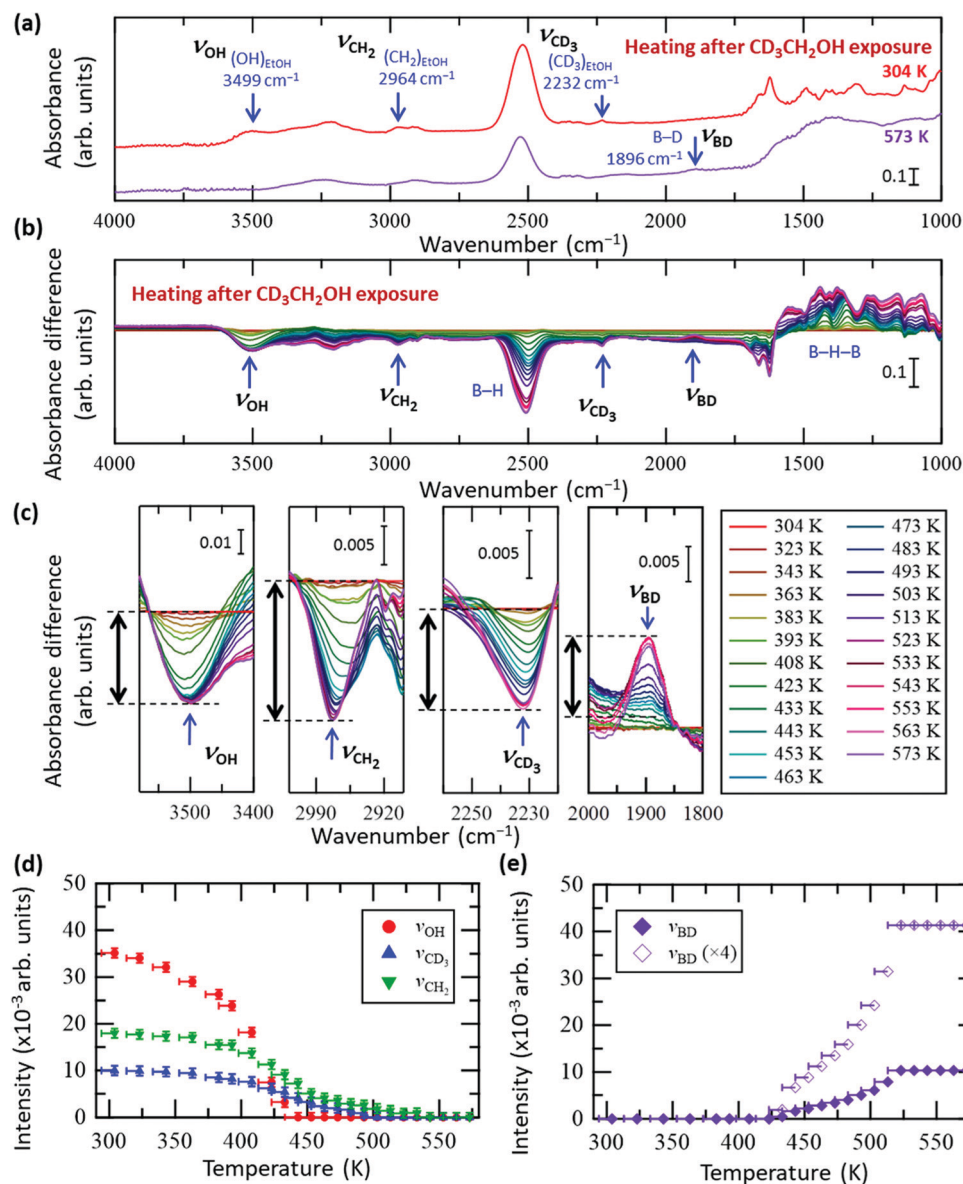 (a)
ν_OH
(OH)_EtOH
3499 cm⁻¹
ν_CH₂
(CH₂)_EtOH
2964 cm⁻¹
ν_CD₃
(CD₃)_EtOH
2232 cm⁻¹
Heating after CD₃CH₂OH exposure
304 K
B–D
ν_BD
1896 cm⁻¹
573 K
0.1
Absorbance
(arb. units)
4000 3500 3000 2500 2000 1500 1000
Wavenumber (cm⁻¹)
(b)
Heating after CD₃CH₂OH exposure
B–H–B
0.1
ν_OH
ν_CH₂
B–H
ν_CD₃
ν_BD
Absorbance difference
(arb. units)
4000 3500 3000 2500 2000 1500 1000
Wavenumber (cm⁻¹)
(c)
Absorbance difference
(arb. units)
0.01
ν_OH
3500 3400
0.005
ν_CH₂
2990 2920
0.005
ν_CD₃
2250 2230
0.005
ν_BD
2000 1900 1800
Wavenumber (cm⁻¹)
304 K 473 K
323 K 483 K
343 K 493 K
363 K 503 K
383 K 513 K
393 K 523 K
408 K 533 K
423 K 543 K
433 K 553 K
443 K 563 K
453 K 573 K
463 K
(d)
Intensity (x10⁻³ arb. units)
50
40
30
20
10
0
ν_OH
ν_CD₃
ν_CH₂
300 350 400 450 500 550
Temperature (K)
(e)
Intensity (x10⁻³ arb. units)
50
40
30
20
10
0
ν_BD
ν_BD (×4)
300 350 400 450 500 550
Temperature (K)